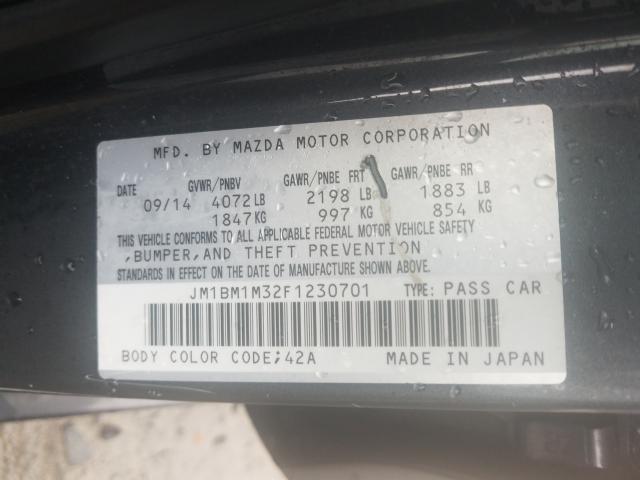 MFD. BY MAZDA MOTOR CORPORATION
DATE GVWR/PNBV GAWR/PNBE FRT GAWR/PNBE RR
09/14 4072 LB 2198 LB 1883 LB
1847 KG 997 KG 854 KG
THIS VEHICLE CONFORMS TO ALL APPLICABLE FEDERAL MOTOR VEHICLE SAFETY
,BUMPER,AND THEFT PREVENTION
STANDARDS IN EFFECT ON THE DATE OF MANUFACTURE SHOWN ABOVE.
JM1BM1M32F1230701 TYPE: PASS CAR
BODY COLOR CODE;42A MADE IN JAPAN